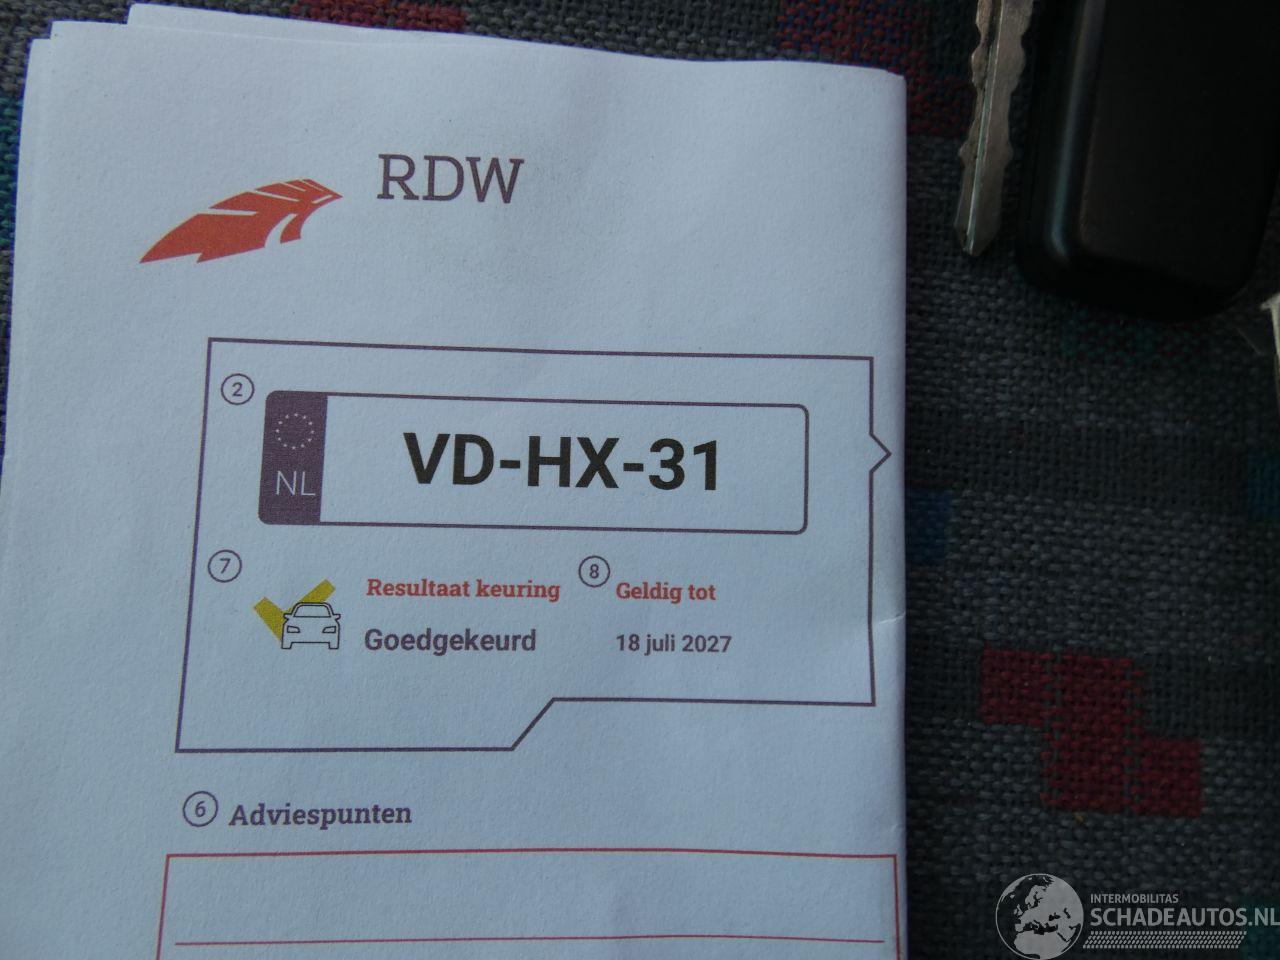 RDW
2
NL
VD-HX-31
7
Resultaat keuring
8
Geldig tot
Goedgekeurd
18 juli 2027
6
Adviespunten
INTERMOBILITAS
SCHADEAUTOS.NL